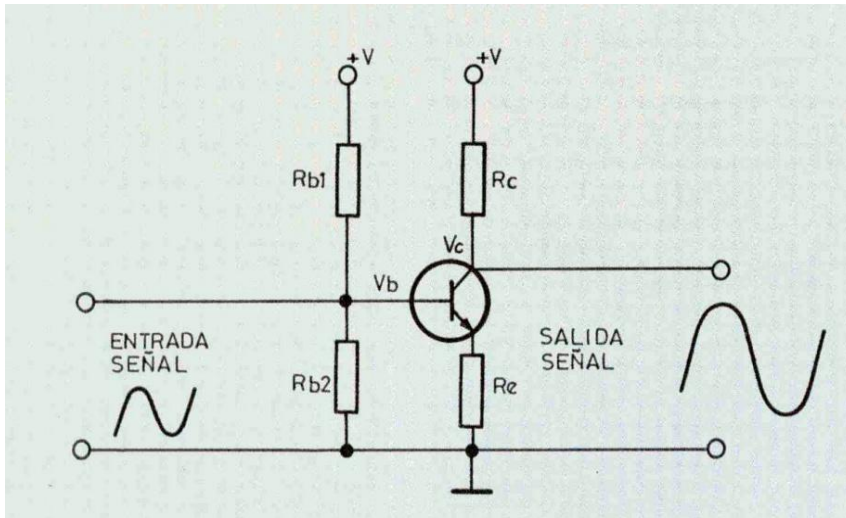 +V
+V
Rb1
Rc
Vc
Vb
ENTRADA
SEÑAL
SALIDA
SEÑAL
Rb2
Re